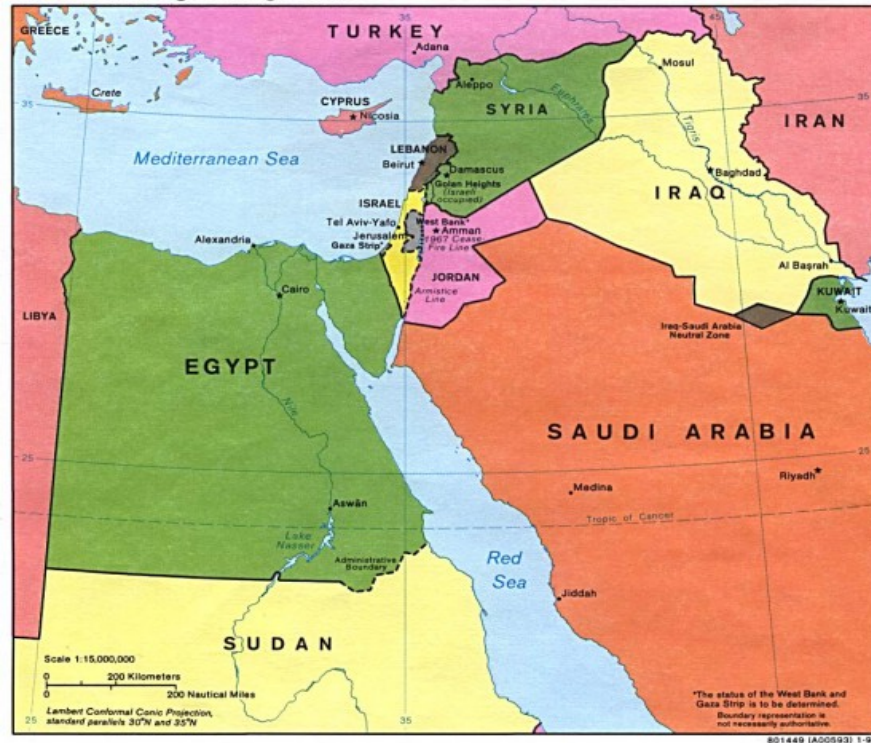 GREECE
TURKEY
Adana
45
Mosul
Crete
35
CYPRUS
Nicosia
Aleppo
SYRIA
Euphrates
Tigris
35
IRAN
Mediterranean Sea
LEBANON
Beirut
Damascus
Golan Heights
(Israeli
occupied)
Baghdad
IRAQ
ISRAEL
Tel Aviv-Yafo
West Bank*
Jerusalem
Amman
Gaza Strip*
1967 Cease-
Fire Line
Alexandria
Al Başrah
JORDAN
Armistice
Line
KUWAIT
Kuwait
Cairo
LIBYA
Iraq-Saudi Arabia
Neutral Zone
EGYPT
Nile
SAUDI ARABIA
25
25
Riyadh
Medina
Aswān
Tropic of Cancer
Lake
Nasser
Administrative
Boundary
Red
Sea
Jiddah
SUDAN
Scale 1:15,000,000
0 200 Kilometers
0 200 Nautical Miles
Lambert Conformal Conic Projection,
standard parallels 30°N and 35°N
*The status of the West Bank and
Gaza Strip is to be determined.
Boundary representation is
not necessarily authoritative.
25
35